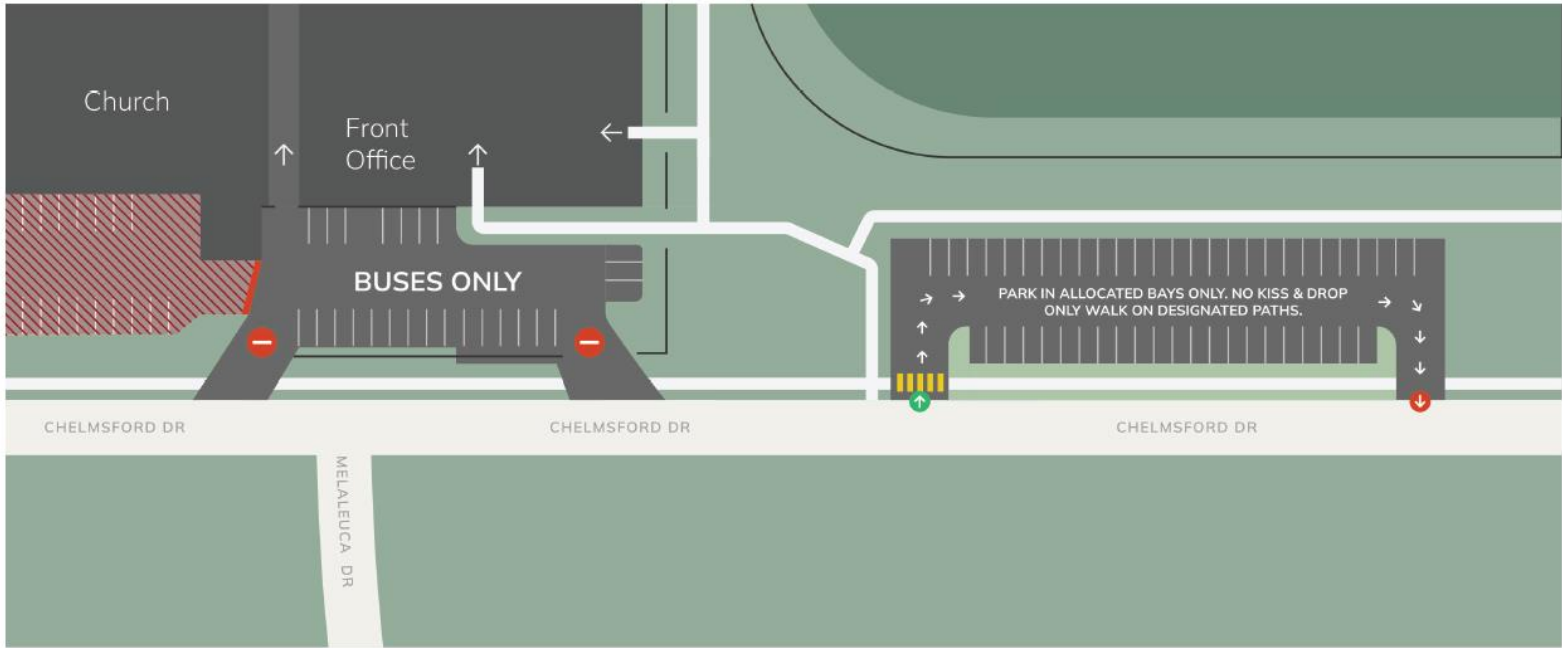 Church
Front
Office
BUSES ONLY
PARK IN ALLOCATED BAYS ONLY. NO KISS & DROP
ONLY WALK ON DESIGNATED PATHS.
CHELMSFORD DR
CHELMSFORD DR
CHELMSFORD DR
MELALEUCA DR